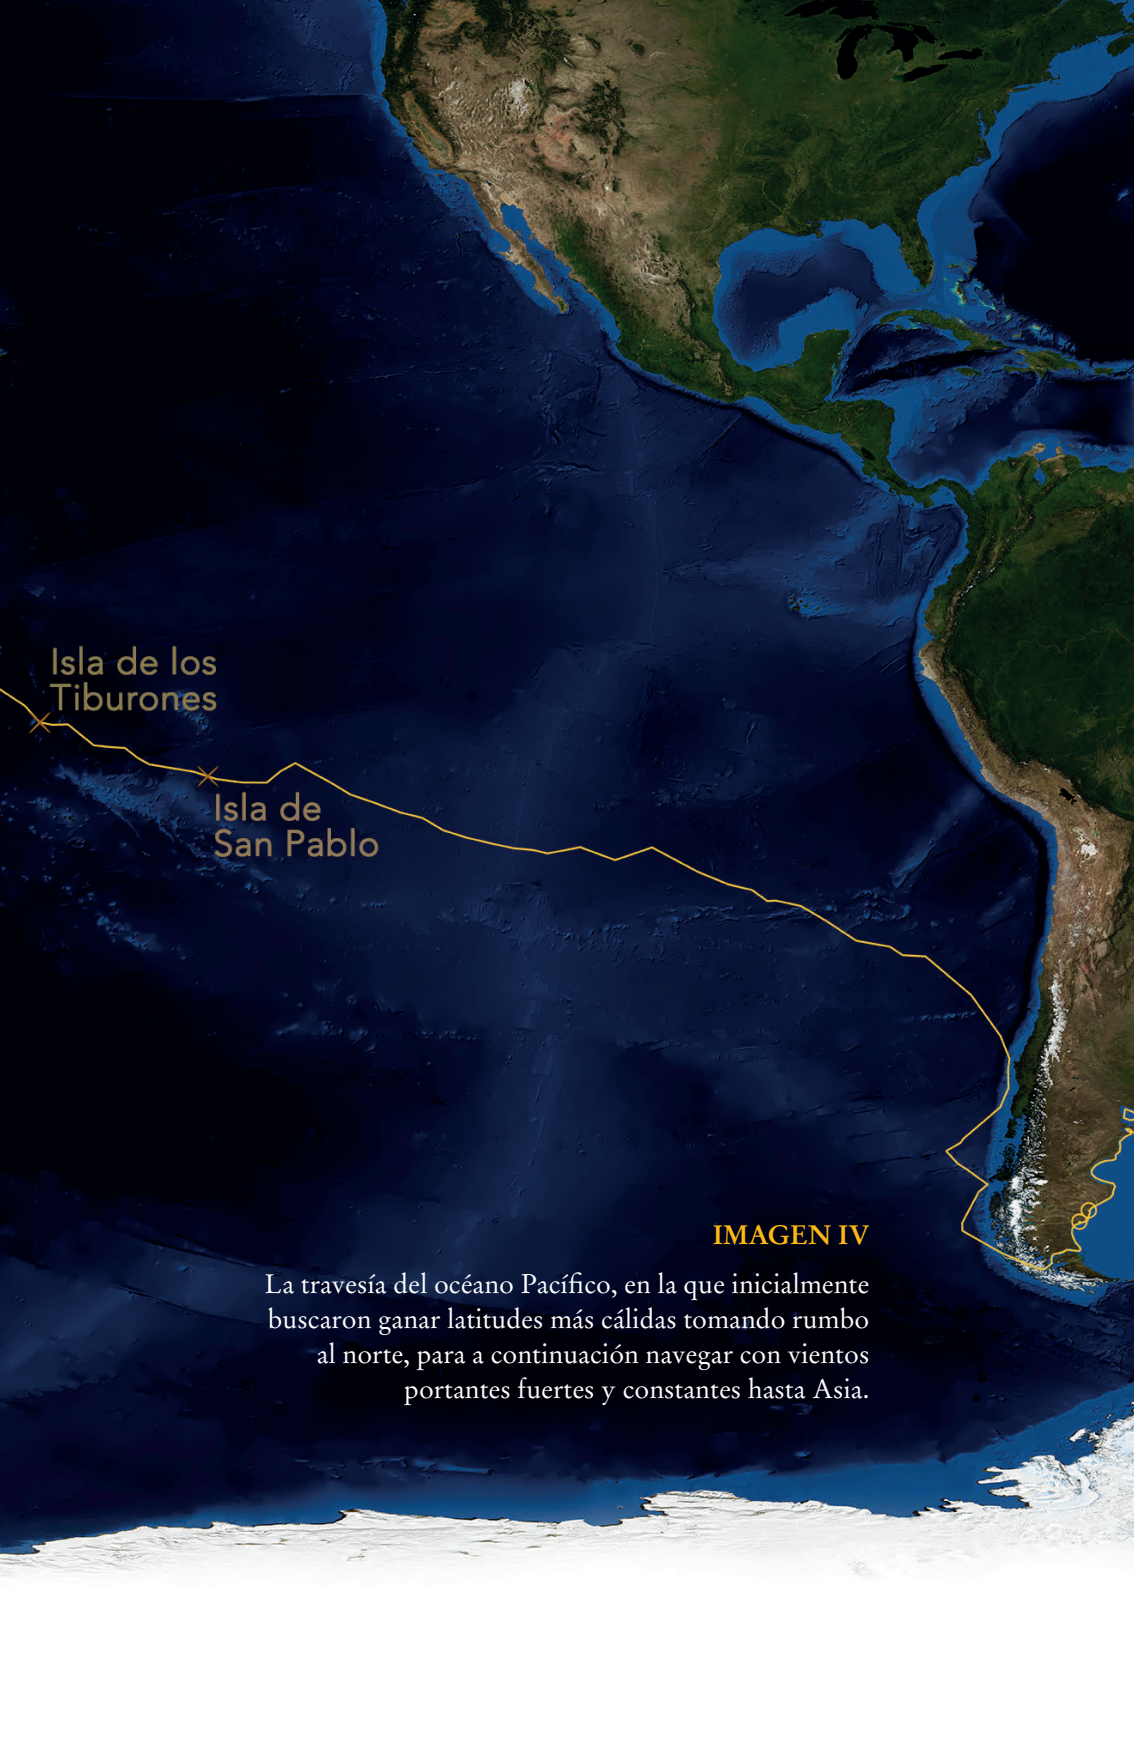 Isla de los
Tiburones
Isla de
San Pablo
IMAGEN IV
La travesía del océano Pacífico, en la que inicialmente
buscaron ganar latitudes más cálidas tomando rumbo
al norte, para a continuación navegar con vientos
portantes fuertes y constantes hasta Asia.